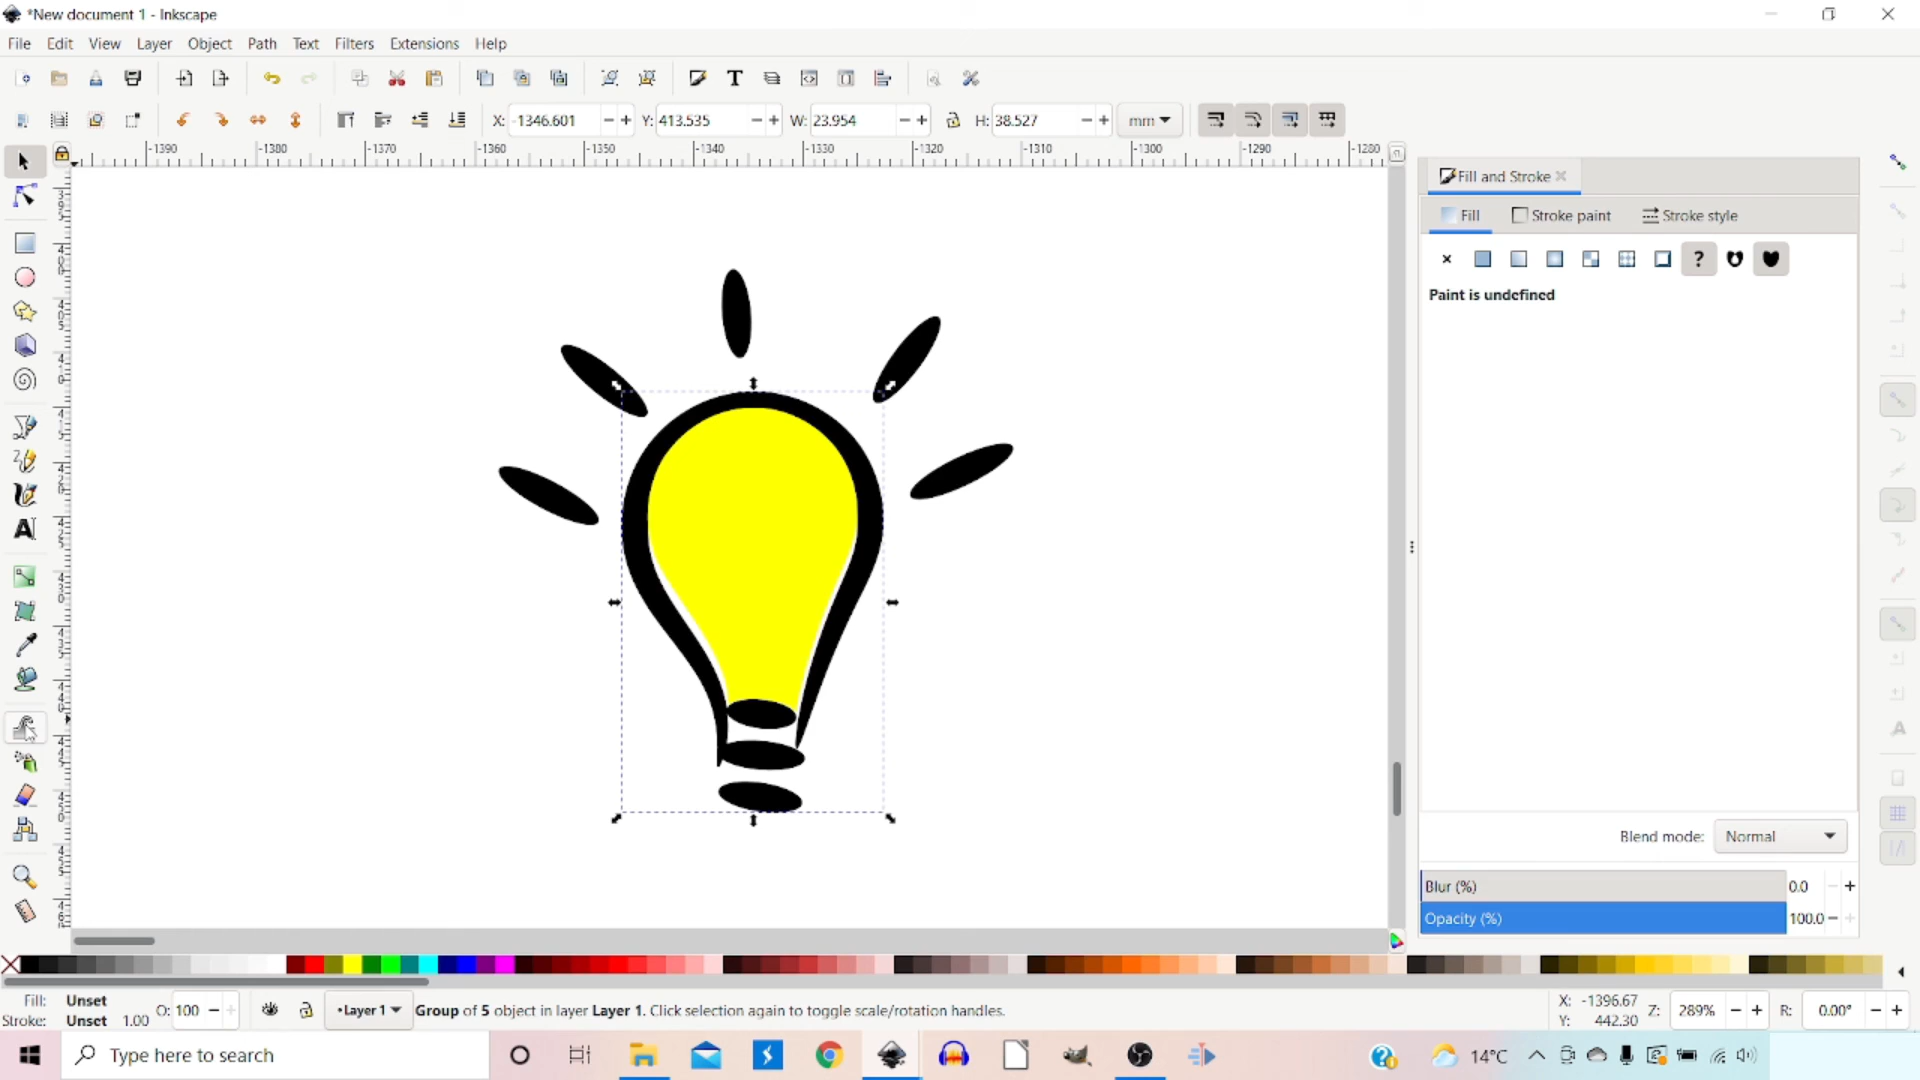 *New document 1 - Inkscape
File Edit View Layer Object Path Text Filters Extensions Help
X: -1346.601 Y: 413.535 W: 23.954 H: 38.527 mm
-1390 -1380 -1370 -1360 -1350 -1340 -1330 -1320 -1310 -1300 -1290 -1280
Fill and Stroke
Fill Stroke paint Stroke style
Paint is undefined
Blend mode: Normal
Blur (%) 0.0
Opacity (%) 100.0
Fill: Unset
Stroke: Unset 1.00 O: 100
•Layer 1
Group of 5 object in layer Layer 1. Click selection again to toggle scale/rotation handles.
X: -1396.67
Y: 442.30
Z: 289% R: 0.00°
Type here to search
14°C